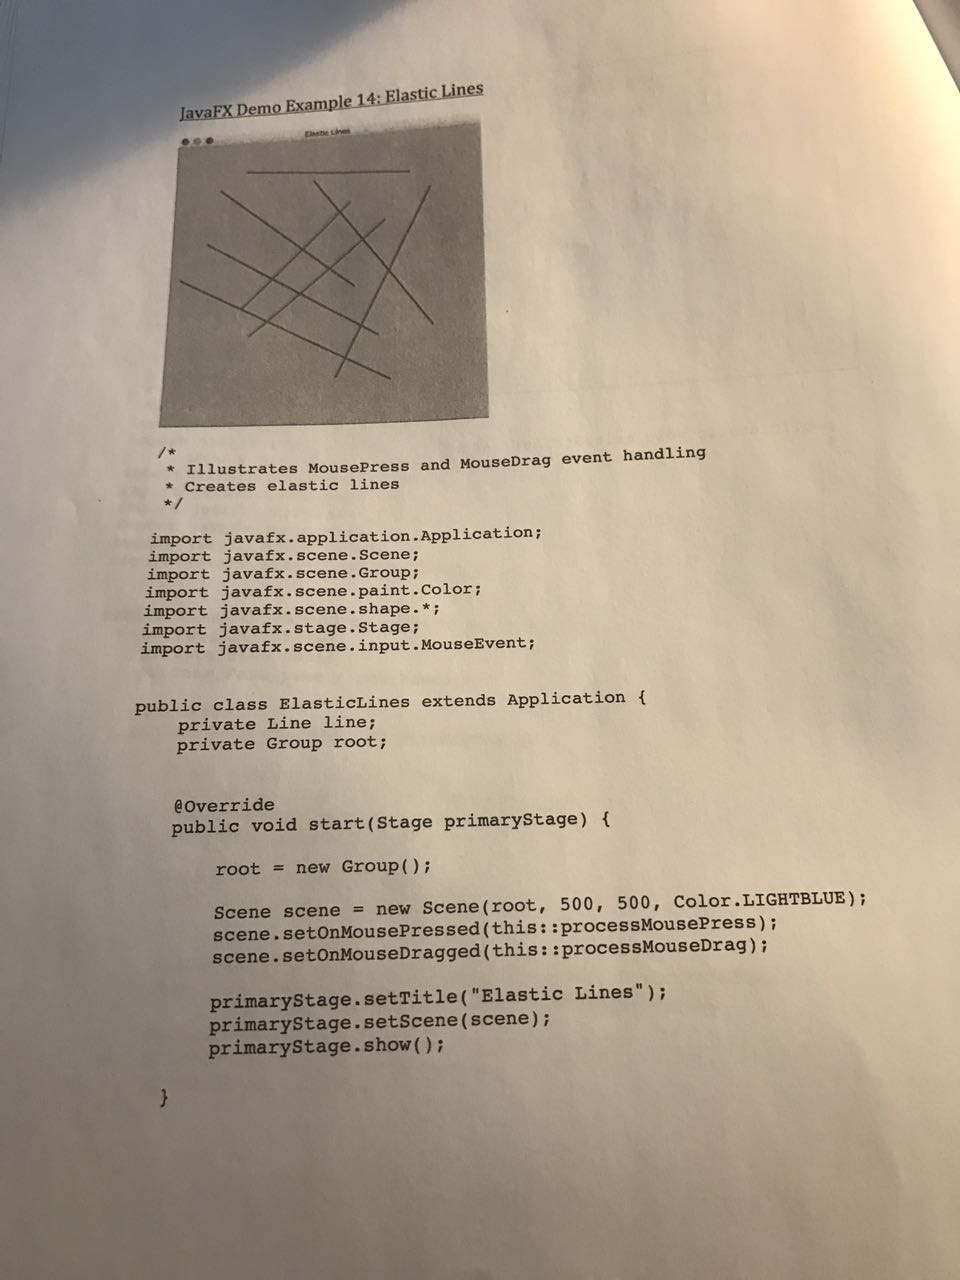 JavaFX Demo Example 14: Elastic Lines
Elastic Lines
/*
* Illustrates MousePress and MouseDrag event handling
* Creates elastic lines
*/
import javafx.application.Application;
import javafx.scene.Scene;
import javafx.scene.Group;
import javafx.scene.paint.Color;
import javafx.scene.shape.*;
import javafx.stage.Stage;
import javafx.scene.input.MouseEvent;
public class ElasticLines extends Application {
private Line line;
private Group root;
@Override
public void start(Stage primaryStage) {
root = new Group();
Scene scene = new Scene(root, 500, 500, Color.LIGHTBLUE);
scene.setOnMousePressed(this::processMousePress);
scene.setOnMouseDragged(this::processMouseDrag);
primaryStage.setTitle("Elastic Lines");
primaryStage.setScene(scene);
primaryStage.show();
}